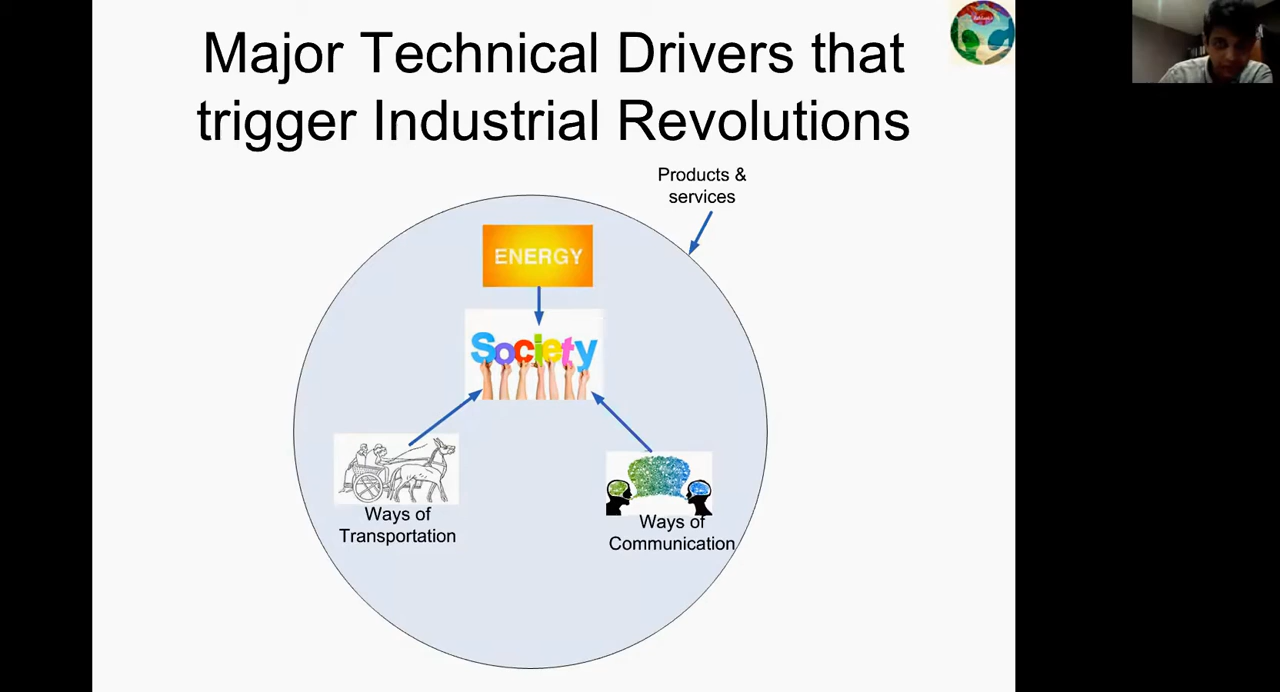 Major Technical Drivers that
trigger Industrial Revolutions
Products &
services
ENERGY
Society
Ways of
Transportation
Ways of
Communication